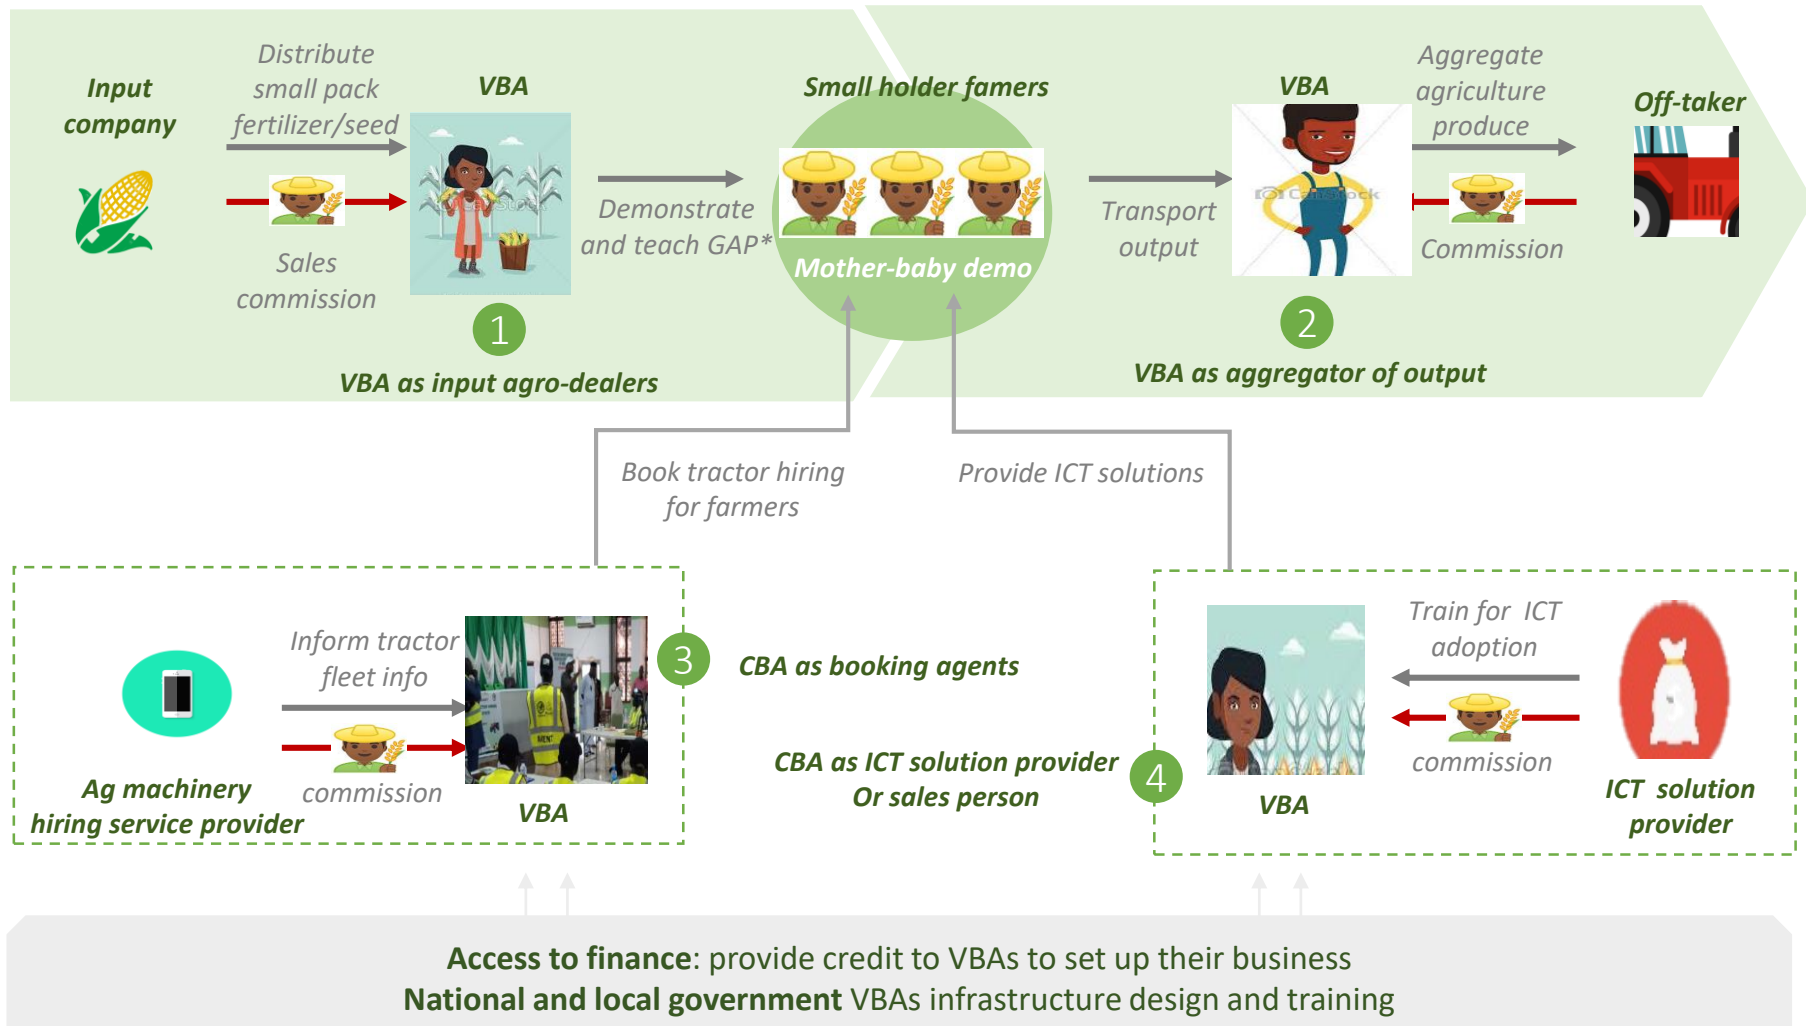 Input
company
Distribute
small pack
fertilizer/seed
Sales
commission
VBA
1
VBA as input agro-dealers
Demonstrate
and teach GAP*
Small holder famers
Mother-baby demo
Transport
output
VBA
CanStock
2
VBA as aggregator of output
Aggregate
agriculture
produce
Commission
Off-taker
Book tractor hiring
for farmers
Provide ICT solutions
Inform tractor
fleet info
commission
Ag machinery
hiring service provider
VBA
3
CBA as booking agents
CBA as ICT solution provider
Or sales person
4
VBA
Train for ICT
adoption
commission
ICT solution
provider
Access to finance: provide credit to VBAs to set up their business
National and local government VBAs infrastructure design and training